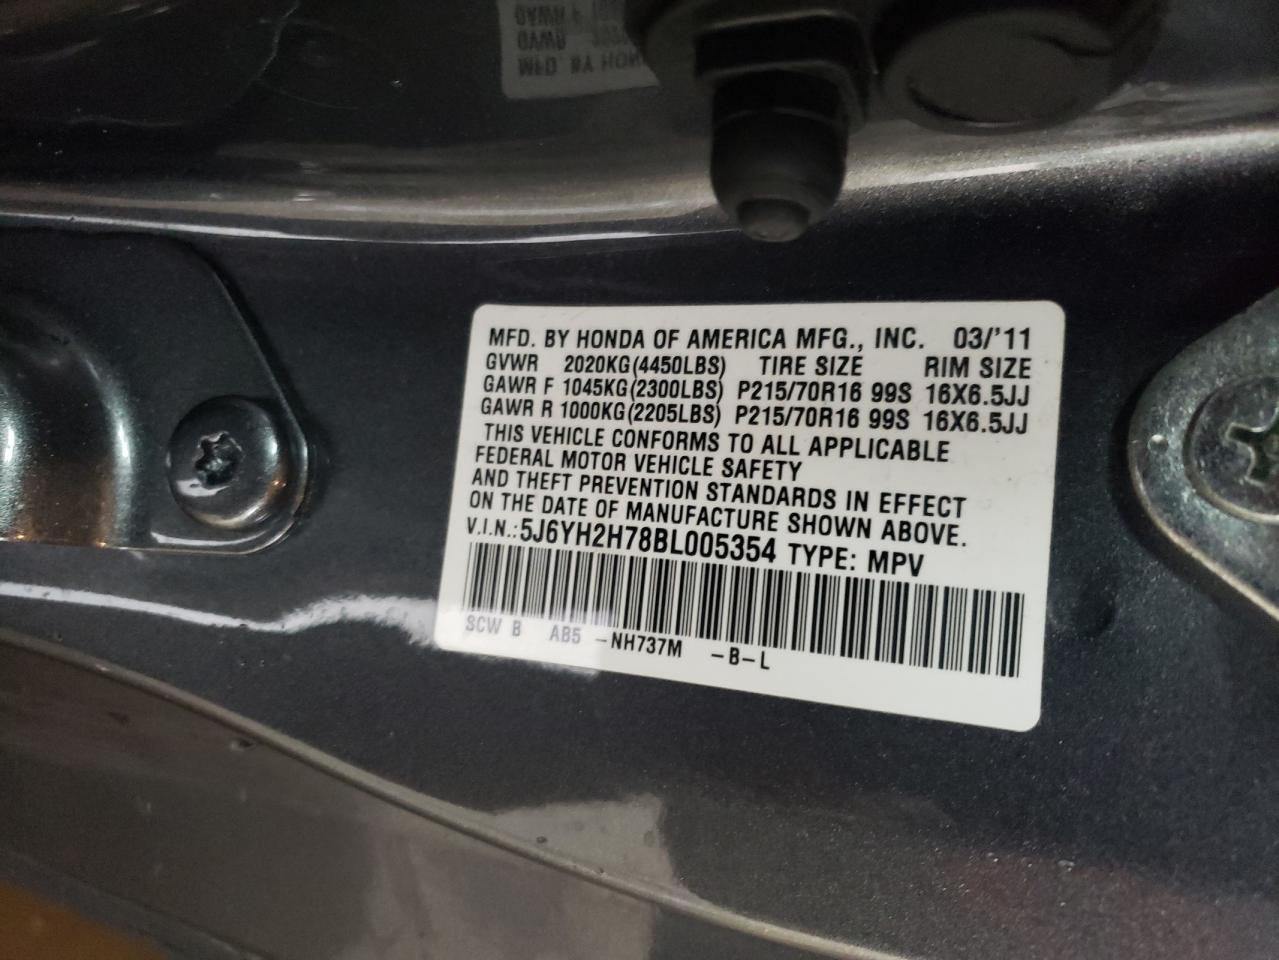 MFD. BY HONDA OF AMERICA MFG., INC. 03/'11
GVWR 2020KG(4450LBS) TIRE SIZE RIM SIZE
GAWR F 1045KG(2300LBS) P215/70R16 99S 16X6.5JJ
GAWR R 1000KG(2205LBS) P215/70R16 99S 16X6.5JJ
THIS VEHICLE CONFORMS TO ALL APPLICABLE
FEDERAL MOTOR VEHICLE SAFETY
AND THEFT PREVENTION STANDARDS IN EFFECT
ON THE DATE OF MANUFACTURE SHOWN ABOVE.
V.I.N.: 5J6YH2H78BL005354 TYPE: MPV
SCW B AB5 -NH737M -B-L